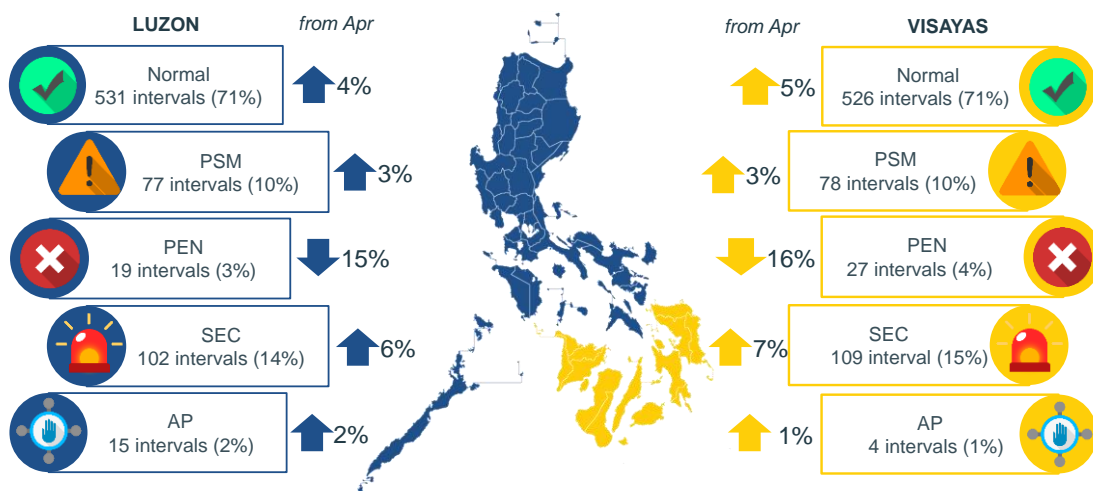 LUZON
from Apr
Normal
531 intervals (71%)
4%
PSM
77 intervals (10%)
3%
PEN
19 intervals (3%)
15%
SEC
102 intervals (14%)
6%
AP
15 intervals (2%)
2%
from Apr
VISAYAS
5%
Normal
526 intervals (71%)
3%
PSM
78 intervals (10%)
16%
PEN
27 intervals (4%)
7%
SEC
109 interval (15%)
1%
AP
4 intervals (1%)